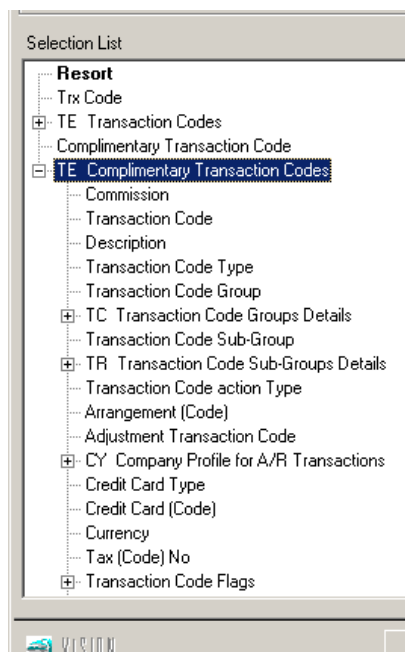 Selection List
Resort
Trx Code
TE Transaction Codes
Complimentary Transaction Code
TE Complimentary Transaction Codes
Commission
Transaction Code
Description
Transaction Code Type
Transaction Code Group
TC Transaction Code Groups Details
Transaction Code Sub-Group
TR Transaction Code Sub-Groups Details
Transaction Code action Type
Arrangement (Code)
Adjustment Transaction Code
CY Company Profile for A/R Transactions
Credit Card Type
Credit Card (Code)
Currency
Tax (Code) No
Transaction Code Flags
VISION